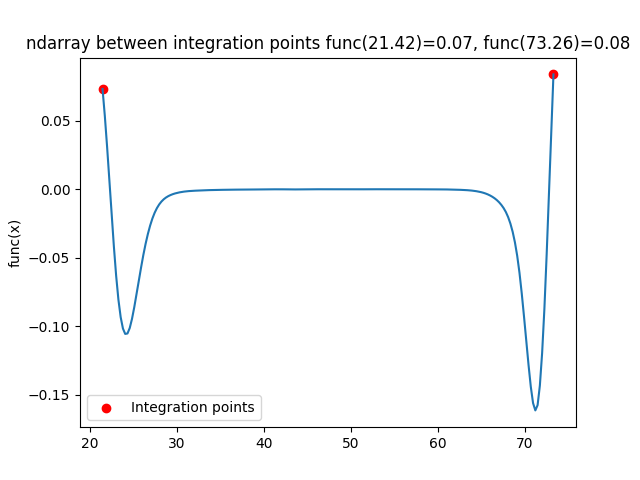 ndarray between integration points func(21.42)=0.07, func(73.26)=0.08
0.05
0.00
−0.05
−0.10
−0.15
func(x)
Integration points
20 30 40 50 60 70